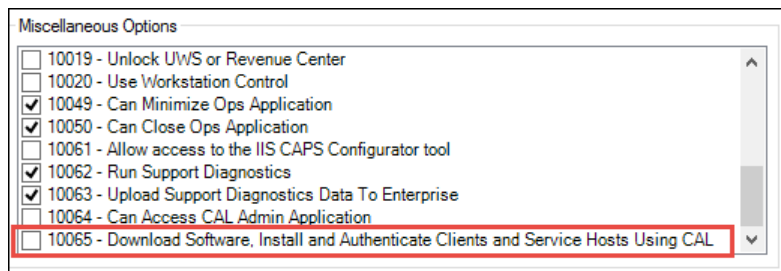 Miscellaneous Options
10019 - Unlock UWS or Revenue Center
10020 - Use Workstation Control
10049 - Can Minimize Ops Application
10050 - Can Close Ops Application
10061 - Allow access to the IIS CAPS Configurator tool
10062 - Run Support Diagnostics
10063 - Upload Support Diagnostics Data To Enterprise
10064 - Can Access CAL Admin Application
10065 - Download Software, Install and Authenticate Clients and Service Hosts Using CAL